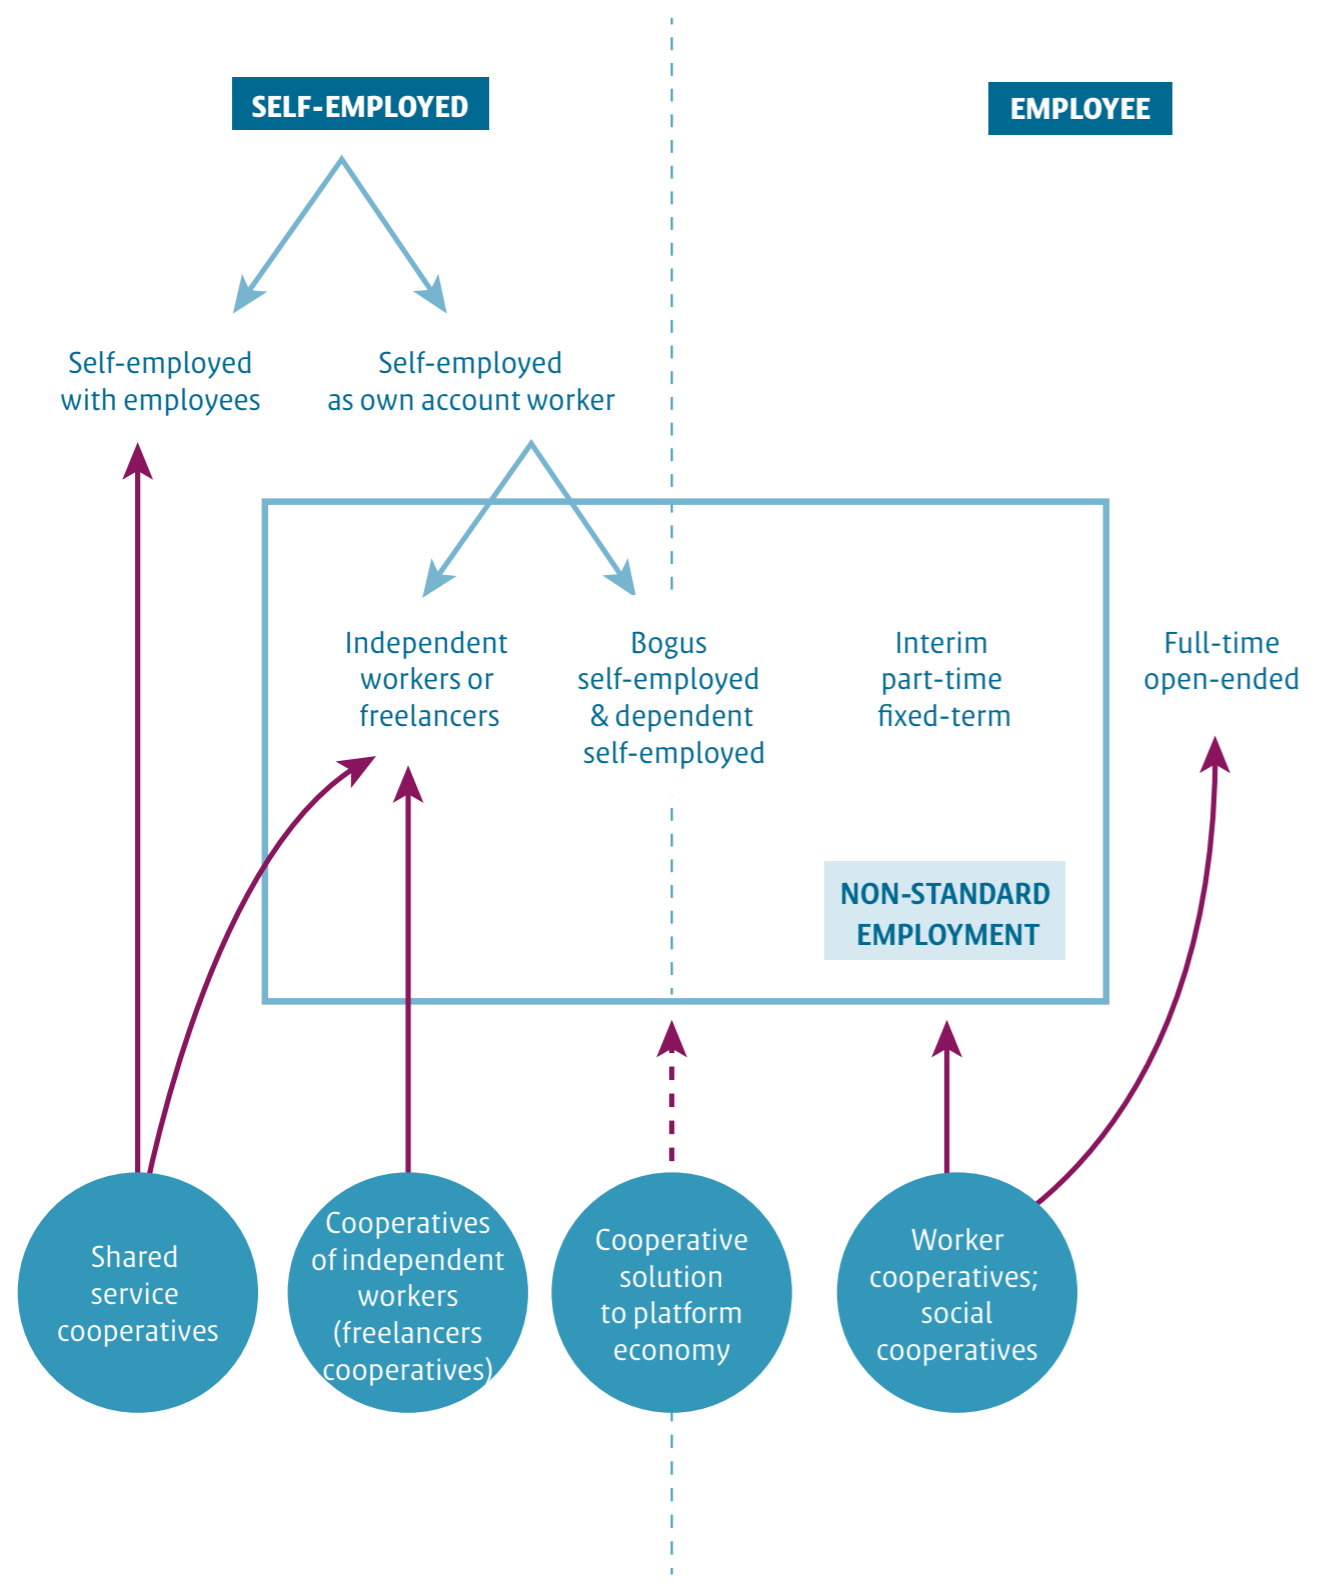 SELF-EMPLOYED
EMPLOYEE
Self-employed
with employees
Self-employed
as own account worker
Independent
workers or
freelancers
Bogus
self-employed
& dependent
self-employed
Interim
part-time
fixed-term
Full-time
open-ended
NON-STANDARD
EMPLOYMENT
Shared
service
cooperatives
Cooperatives
of independent
workers
(freelancers
cooperatives)
Cooperative
solution
to platform
economy
Worker
cooperatives;
social
cooperatives